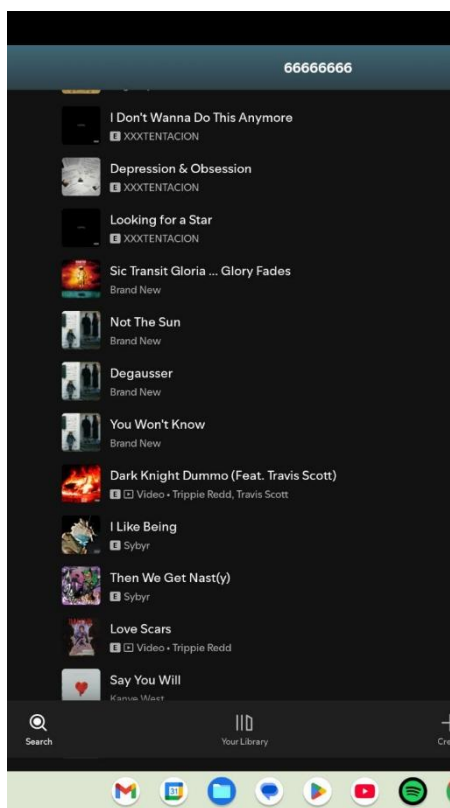 66666666
I Don't Wanna Do This Anymore
E XXXTENTACION
Depression & Obsession
E XXXTENTACION
Looking for a Star
E XXXTENTACION
Sic Transit Gloria ... Glory Fades
Brand New
Not The Sun
Brand New
Degausser
Brand New
You Won't Know
Brand New
Dark Knight Dummo (Feat. Travis Scott)
E Video • Trippie Redd, Travis Scott
I Like Being
E Sybyr
Then We Get Nast(y)
E Sybyr
Love Scars
E Video • Trippie Redd
Say You Will
Kanye West
Search
Your Library
Cre
31